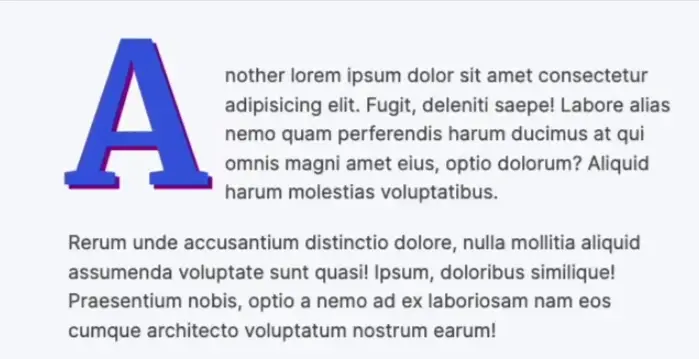 Another lorem ipsum dolor sit amet consectetur
adipisicing elit. Fugit, deleniti saepe! Labore alias
nemo quam perferendis harum ducimus at qui
omnis magni amet eius, optio dolorum? Aliquid
harum molestias voluptatibus.
Rerum unde accusantium distinctio dolore, nulla mollitia aliquid
assumenda voluptate sunt quasi! Ipsum, doloribus similique!
Praesentium nobis, optio a nemo ad ex laboriosam nam eos
cumque architecto voluptatum nostrum earum!